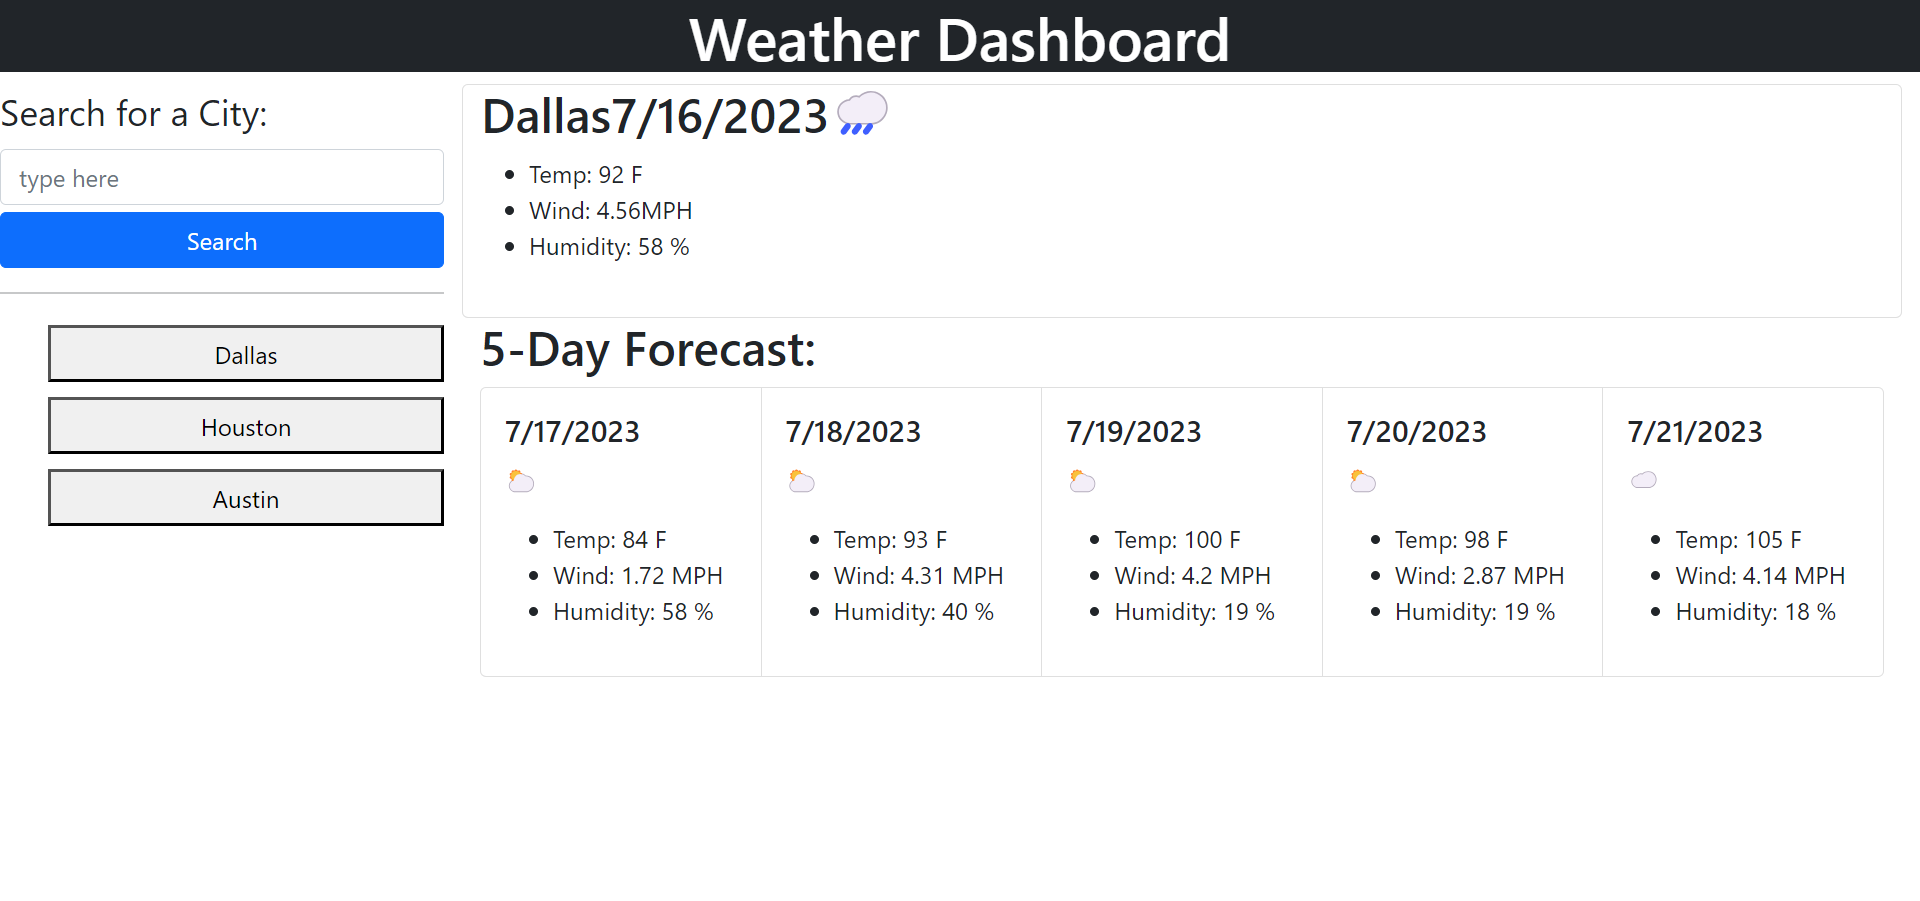 Weather Dashboard
Search for a City:
type here
Search
Dallas
Houston
Austin
Dallas7/16/2023
Temp: 92 F
Wind: 4.56MPH
Humidity: 58 %
5-Day Forecast:
7/17/2023
Temp: 84 F
Wind: 1.72 MPH
Humidity: 58 %
7/18/2023
Temp: 93 F
Wind: 4.31 MPH
Humidity: 40 %
7/19/2023
Temp: 100 F
Wind: 4.2 MPH
Humidity: 19 %
7/20/2023
Temp: 98 F
Wind: 2.87 MPH
Humidity: 19 %
7/21/2023
Temp: 105 F
Wind: 4.14 MPH
Humidity: 18 %